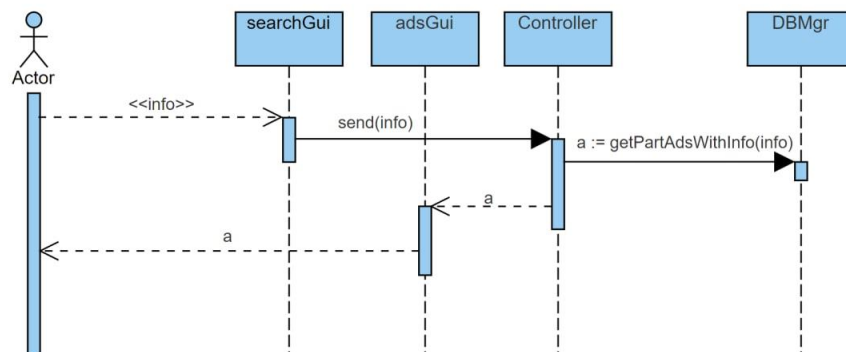 searchGui
adsGui
Controller
DBMgr
Actor
<<info>>
send(info)
a := getPartAdsWithInfo(info)
a
a